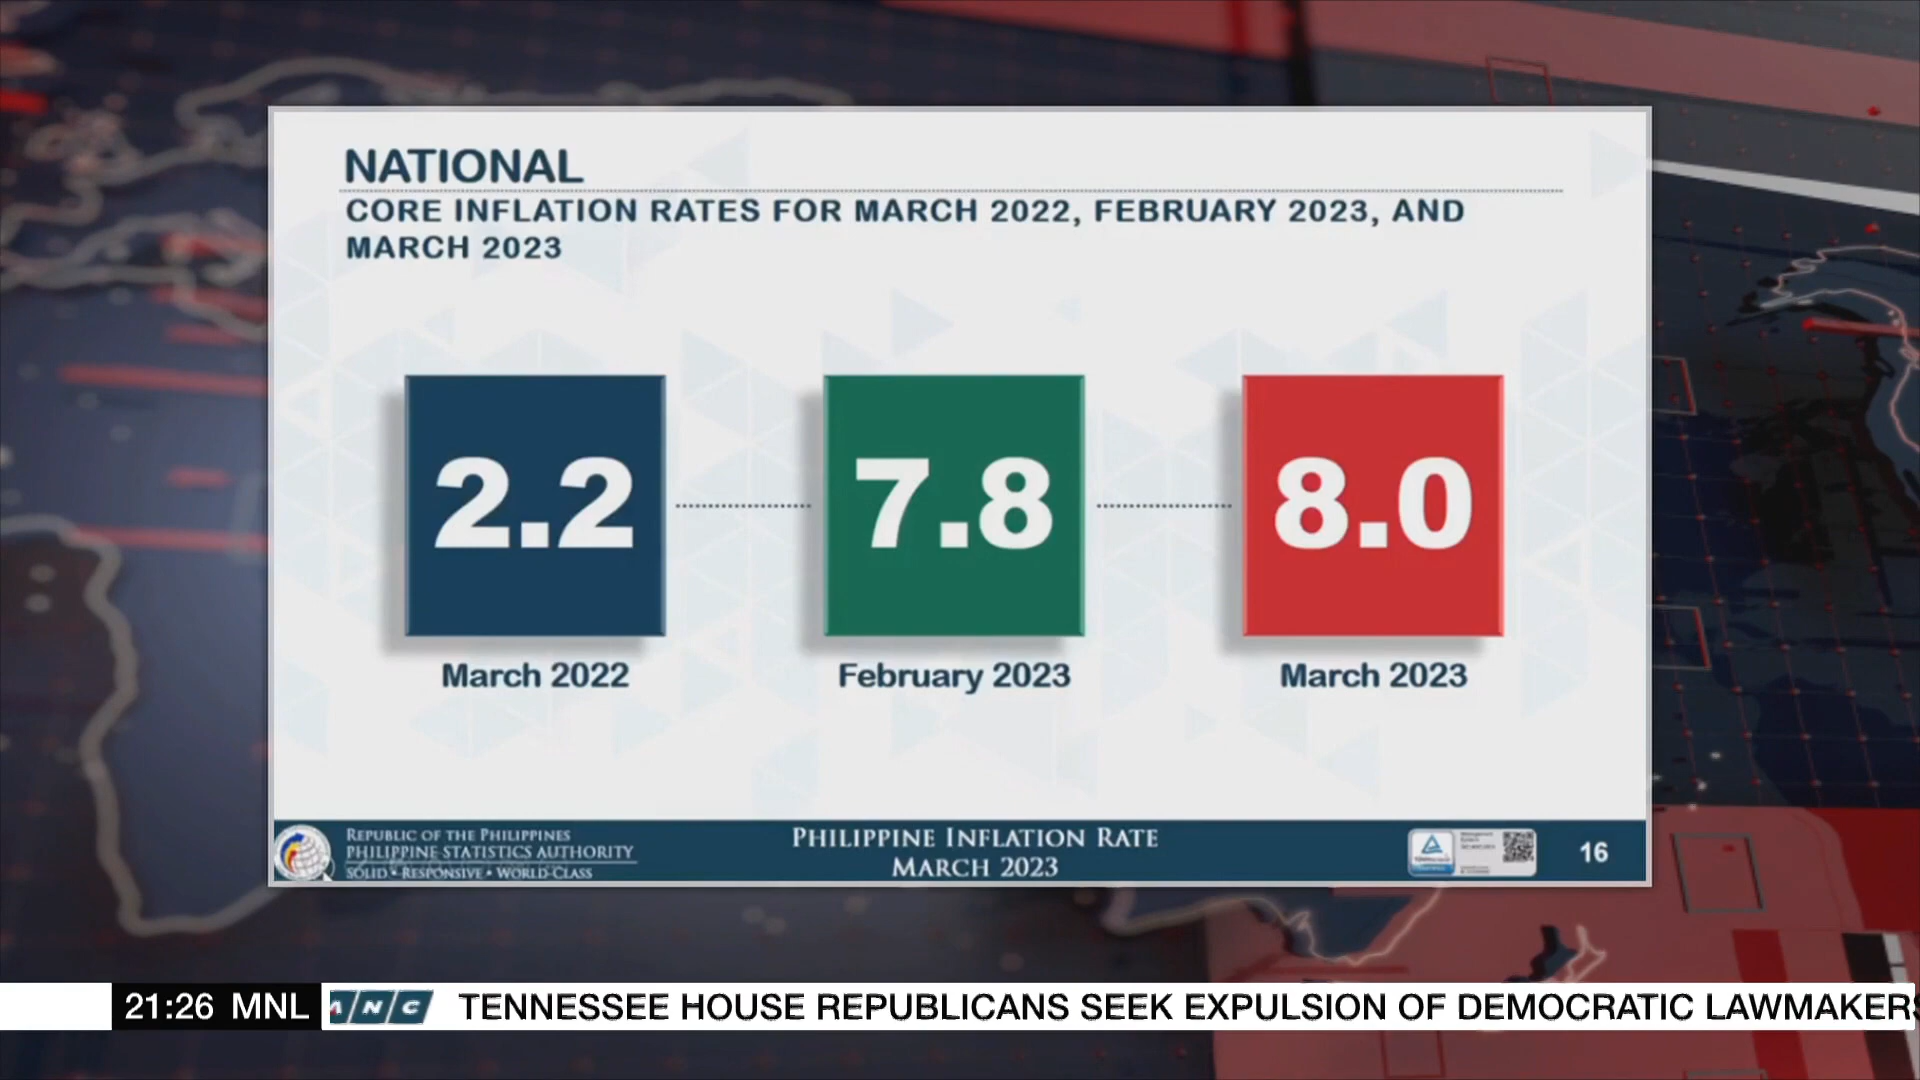 NATIONAL
CORE INFLATION RATES FOR MARCH 2022, FEBRUARY 2023, AND
MARCH 2023
2.2
7.8
8.0
March 2022
February 2023
March 2023
REPUBLIC OF THE PHILIPPINES
PHILIPPINE STATISTICS AUTHORITY
SOLID • RESPONSIVE • WORLD-CLASS
PHILIPPINE INFLATION RATE
MARCH 2023
16
21:26 MNL
ANC
TENNESSEE HOUSE REPUBLICANS SEEK EXPULSION OF DEMOCRATIC LAWMAKERS